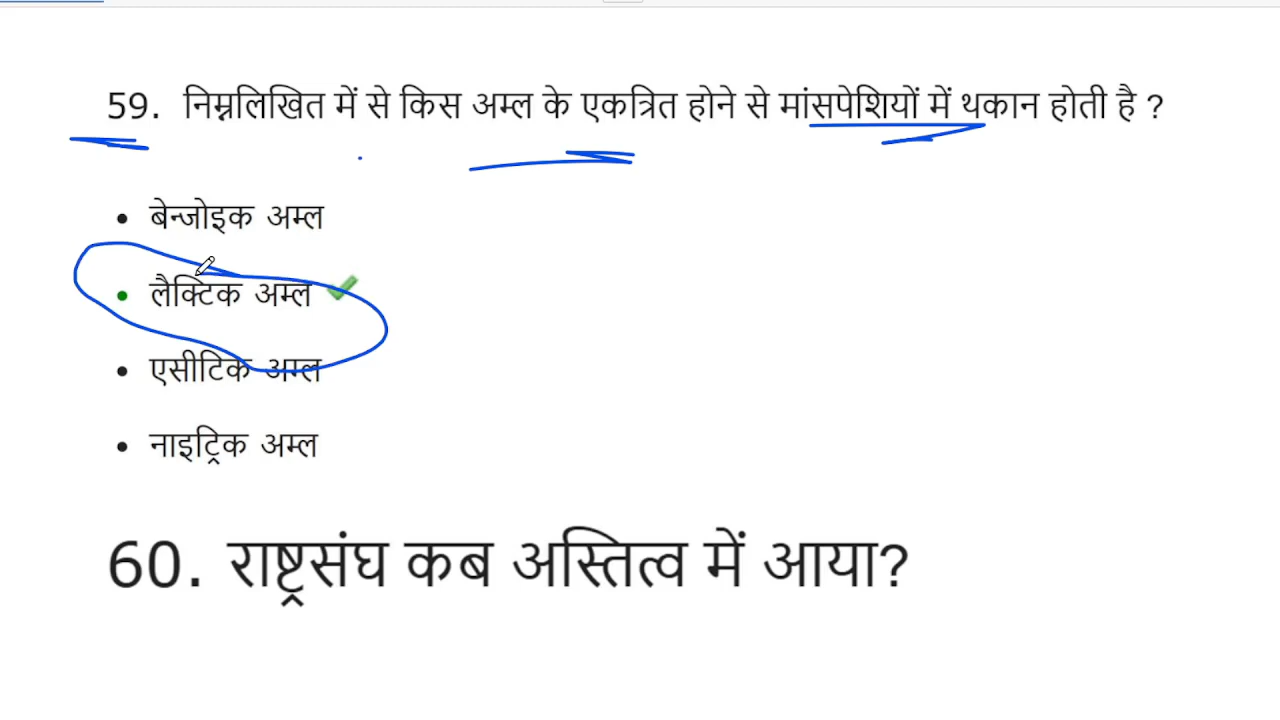 59. निम्नलिखित में से किस अम्ल के एकत्रित होने से मांसपेशियों में थकान होती है ?
• बेन्जोइक अम्ल
• लैक्टिक अम्ल ✔
• एसीटिक अम्ल
• नाइट्रिक अम्ल
60. राष्ट्रसंघ कब अस्तित्व में आया?